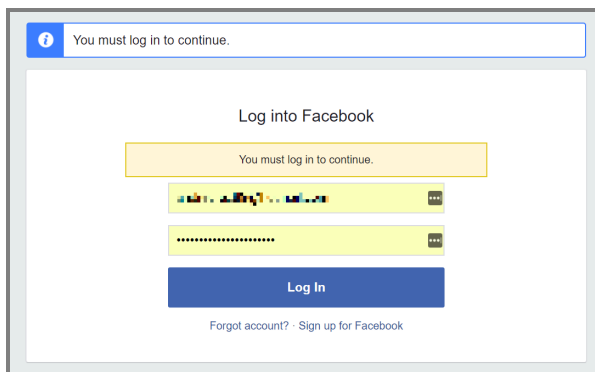 You must log in to continue.
Log into Facebook
You must log in to continue.
Log In
Forgot account? · Sign up for Facebook